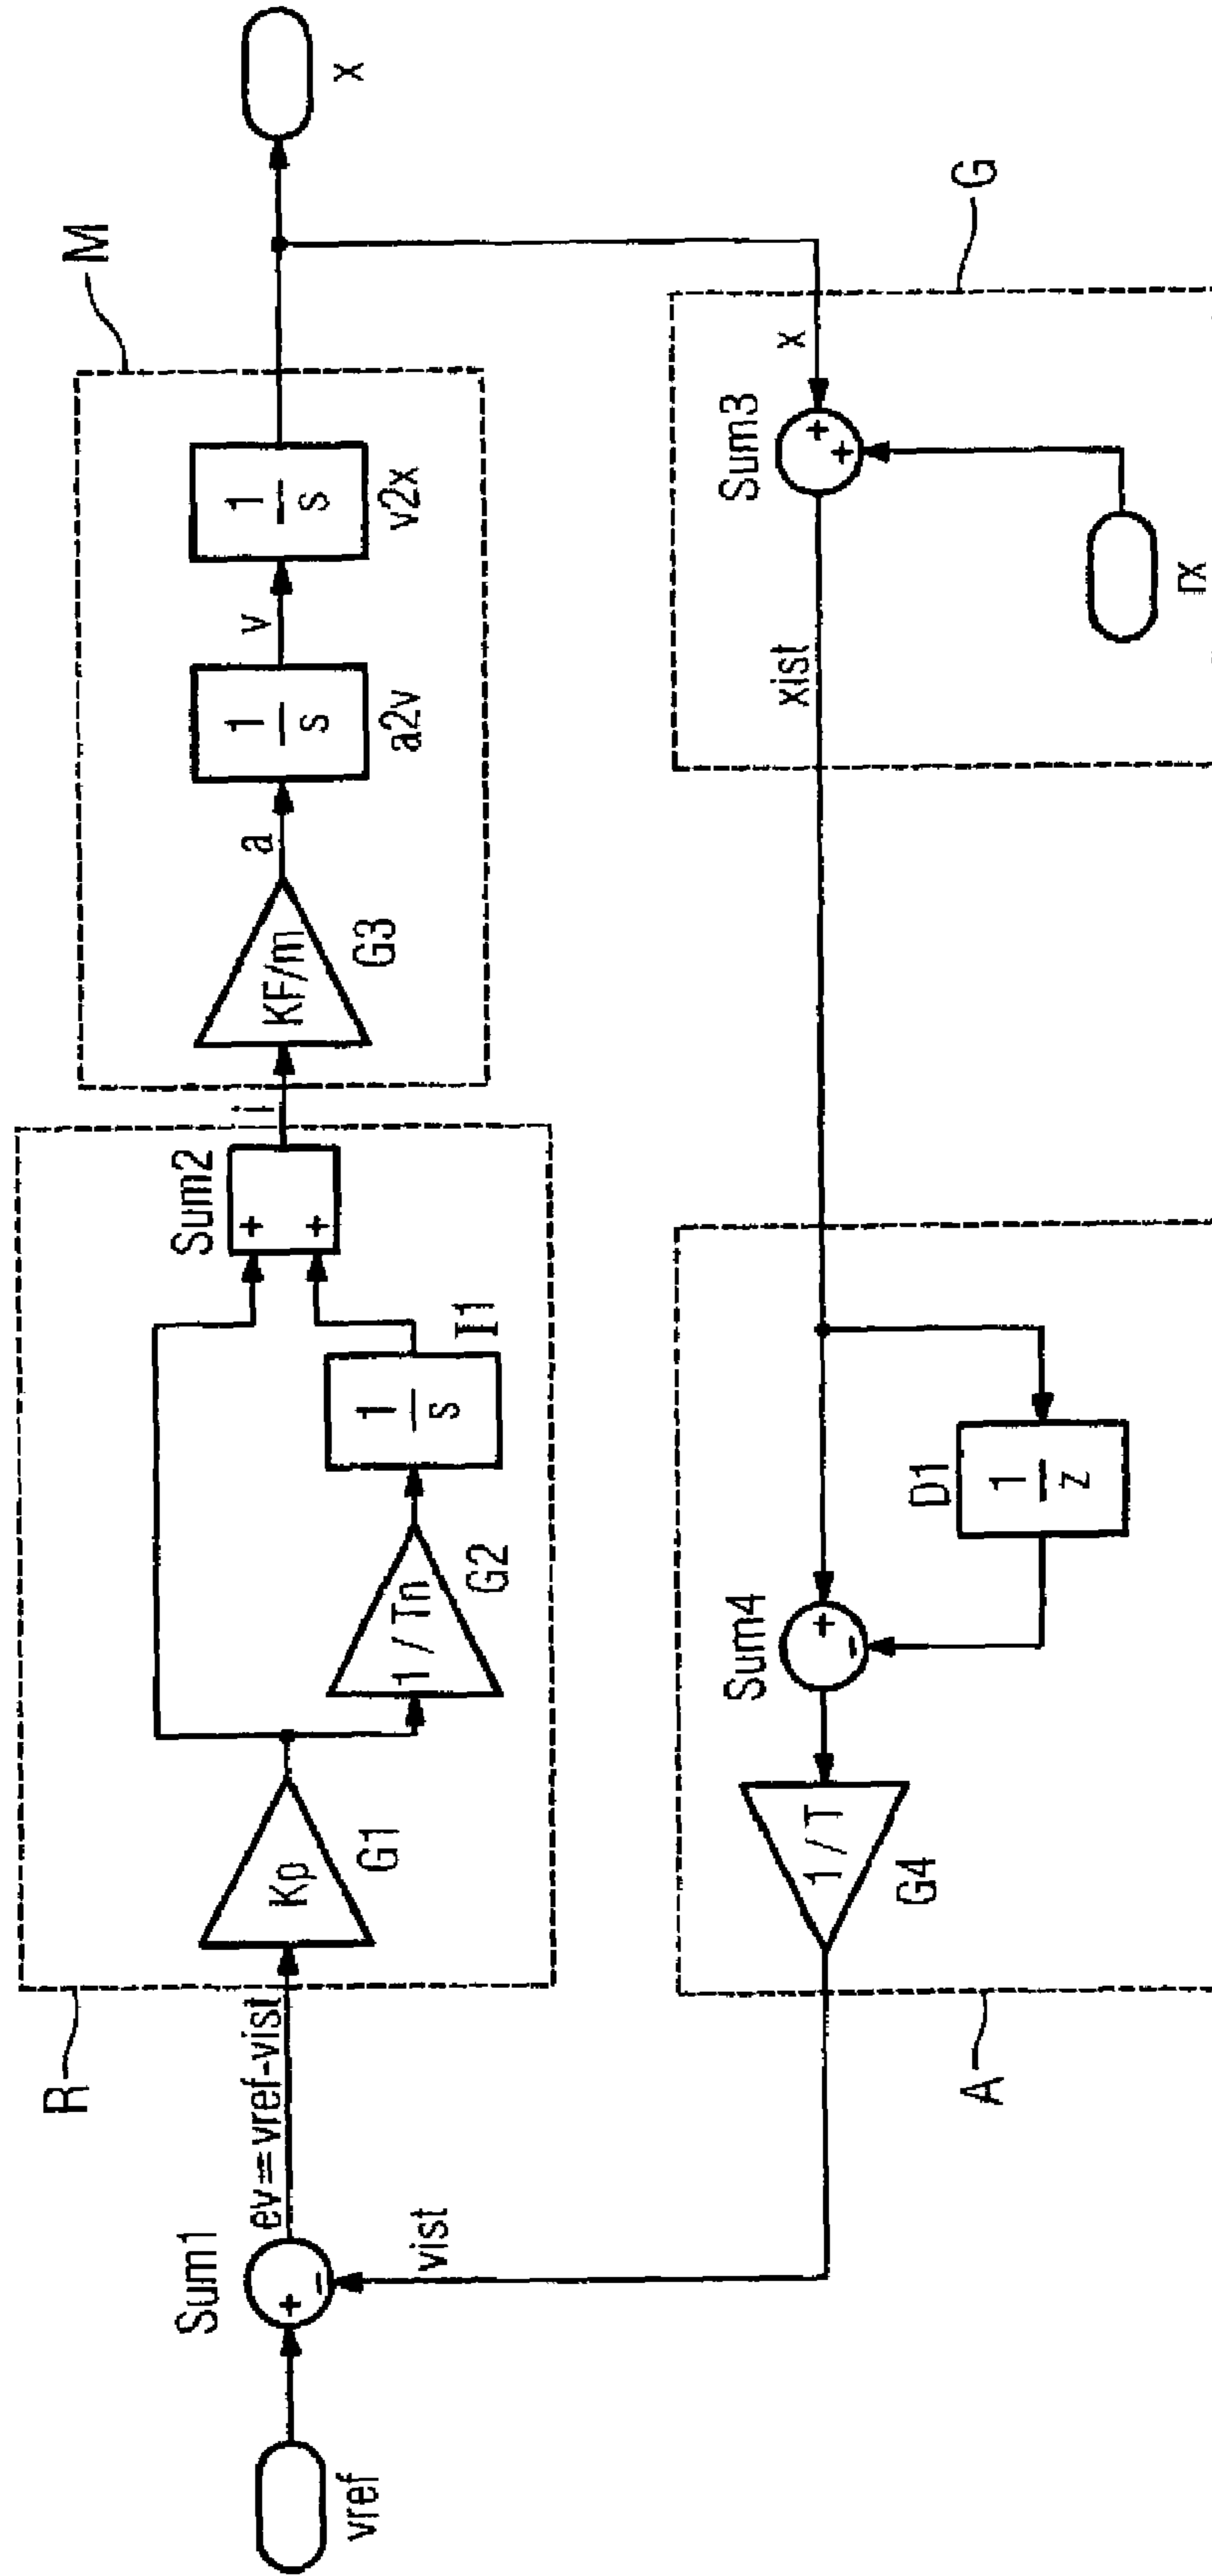 vref
Sum1
+
−
ev=vref-vist
R
Kp
G1
1 / Tn
G2
1
s
I1
Sum2
+
+
i
M
KF/m
G3
a
1
s
a2v
v
1
s
v2x
x
vist
A
1 / T
G4
Sum4
+
−
D1
1
z
xist
Sum3
+
+
x
G
rx